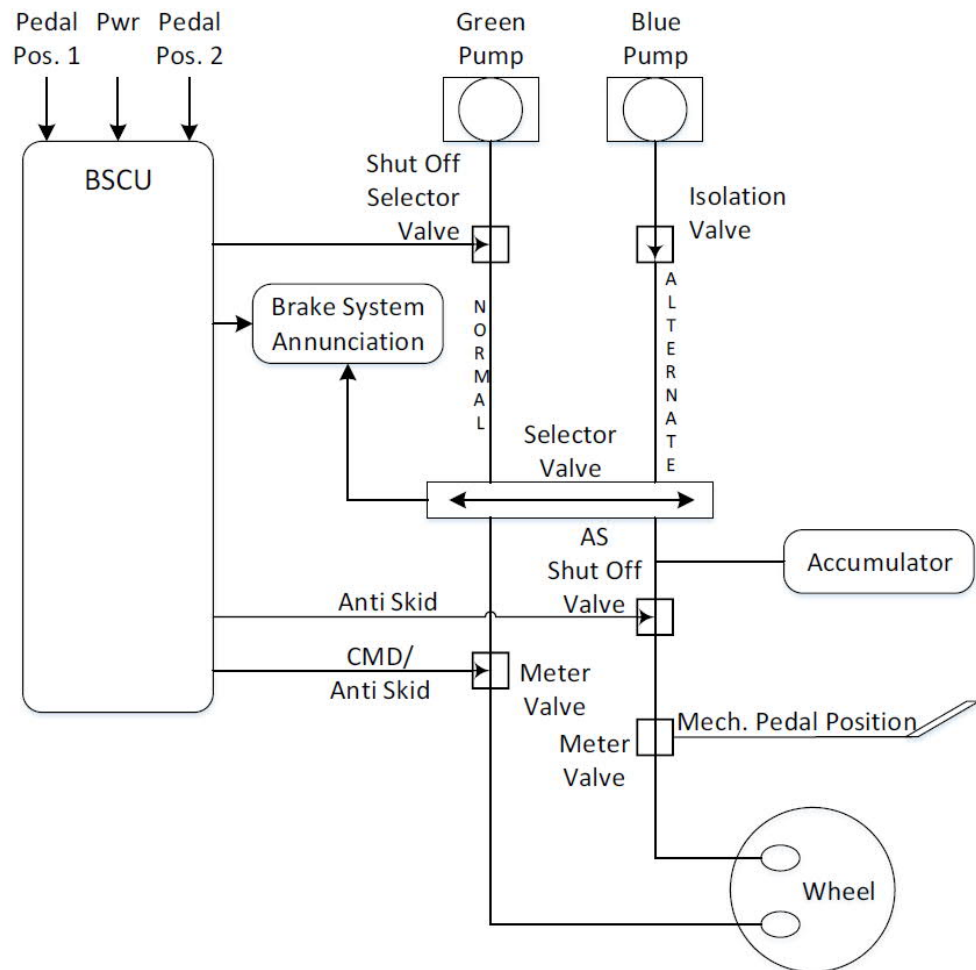 Pedal
Pos. 1
Pwr
Pedal
Pos. 2
Green
Pump
Blue
Pump
BSCU
Shut Off
Selector
Valve
Isolation
Valve
Brake System
Annunciation
NORMAL
ALTERNATE
Selector
Valve
AS
Shut Off
Valve
Accumulator
Anti Skid
CMD/
Anti Skid
Meter
Valve
Mech. Pedal Position
Meter
Valve
Wheel